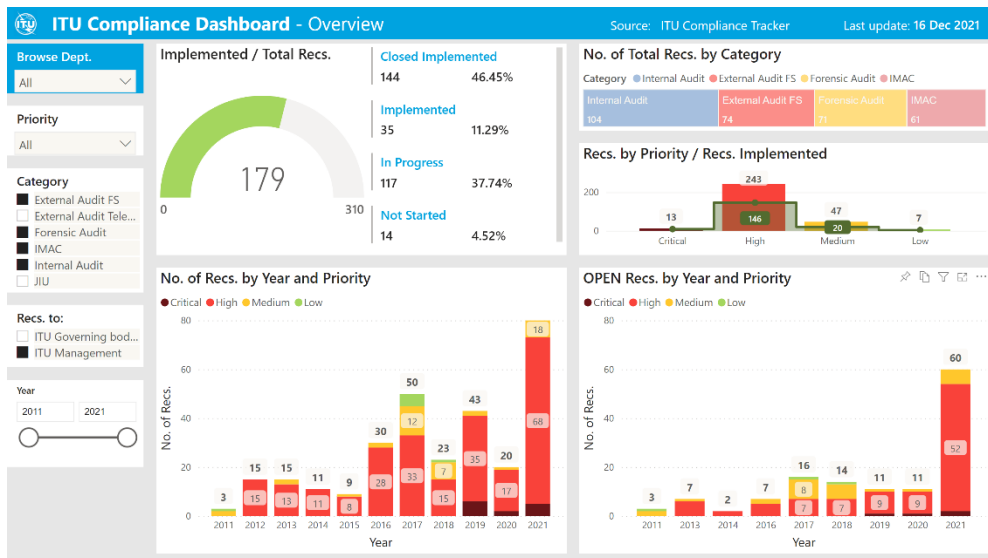 ITU Compliance Dashboard - Overview
Source: ITU Compliance Tracker
Last update: 16 Dec 2021
Browse Dept.
All
Priority
All
Category
External Audit FS
External Audit Tele...
Forensic Audit
IMAC
Internal Audit
JIU
Recs. to:
ITU Governing bod...
ITU Management
Year
2011 2021
Implemented / Total Recs.
179
0 310
Closed Implemented
144 46.45%
Implemented
35 11.29%
In Progress
117 37.74%
Not Started
14 4.52%
No. of Total Recs. by Category
Category Internal Audit External Audit FS Forensic Audit IMAC
Internal Audit External Audit FS Forensic Audit IMAC
104 74 71 61
Recs. by Priority / Recs. Implemented
200
0
13 243 47 7
146 20
Critical High Medium Low
No. of Recs. by Year and Priority
Critical High Medium Low
No. of Recs.
80
60
40
20
0
3 15 15 11 9 30 50 23 43 20
15 13 11 8 28 12 33 7 15 35 17 18 68
2011 2012 2013 2014 2015 2016 2017 2018 2019 2020 2021
Year
OPEN Recs. by Year and Priority
Critical High Medium Low
No. of Recs.
80
60
40
20
0
3 7 2 7 16 14 11 11 60
8 7 7 9 9 52
2011 2013 2014 2016 2017 2018 2019 2020 2021
Year